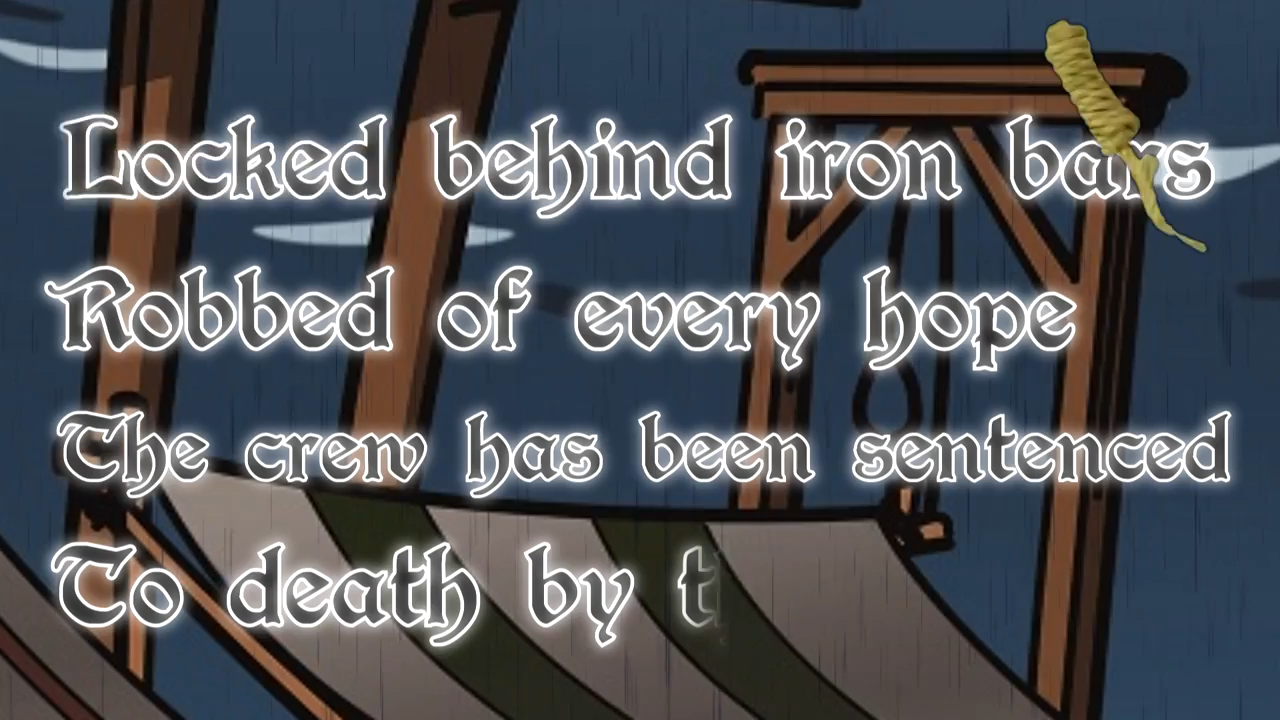 Locked behind iron bars
Robbed of every hope
The crew has been sentenced
To death by t